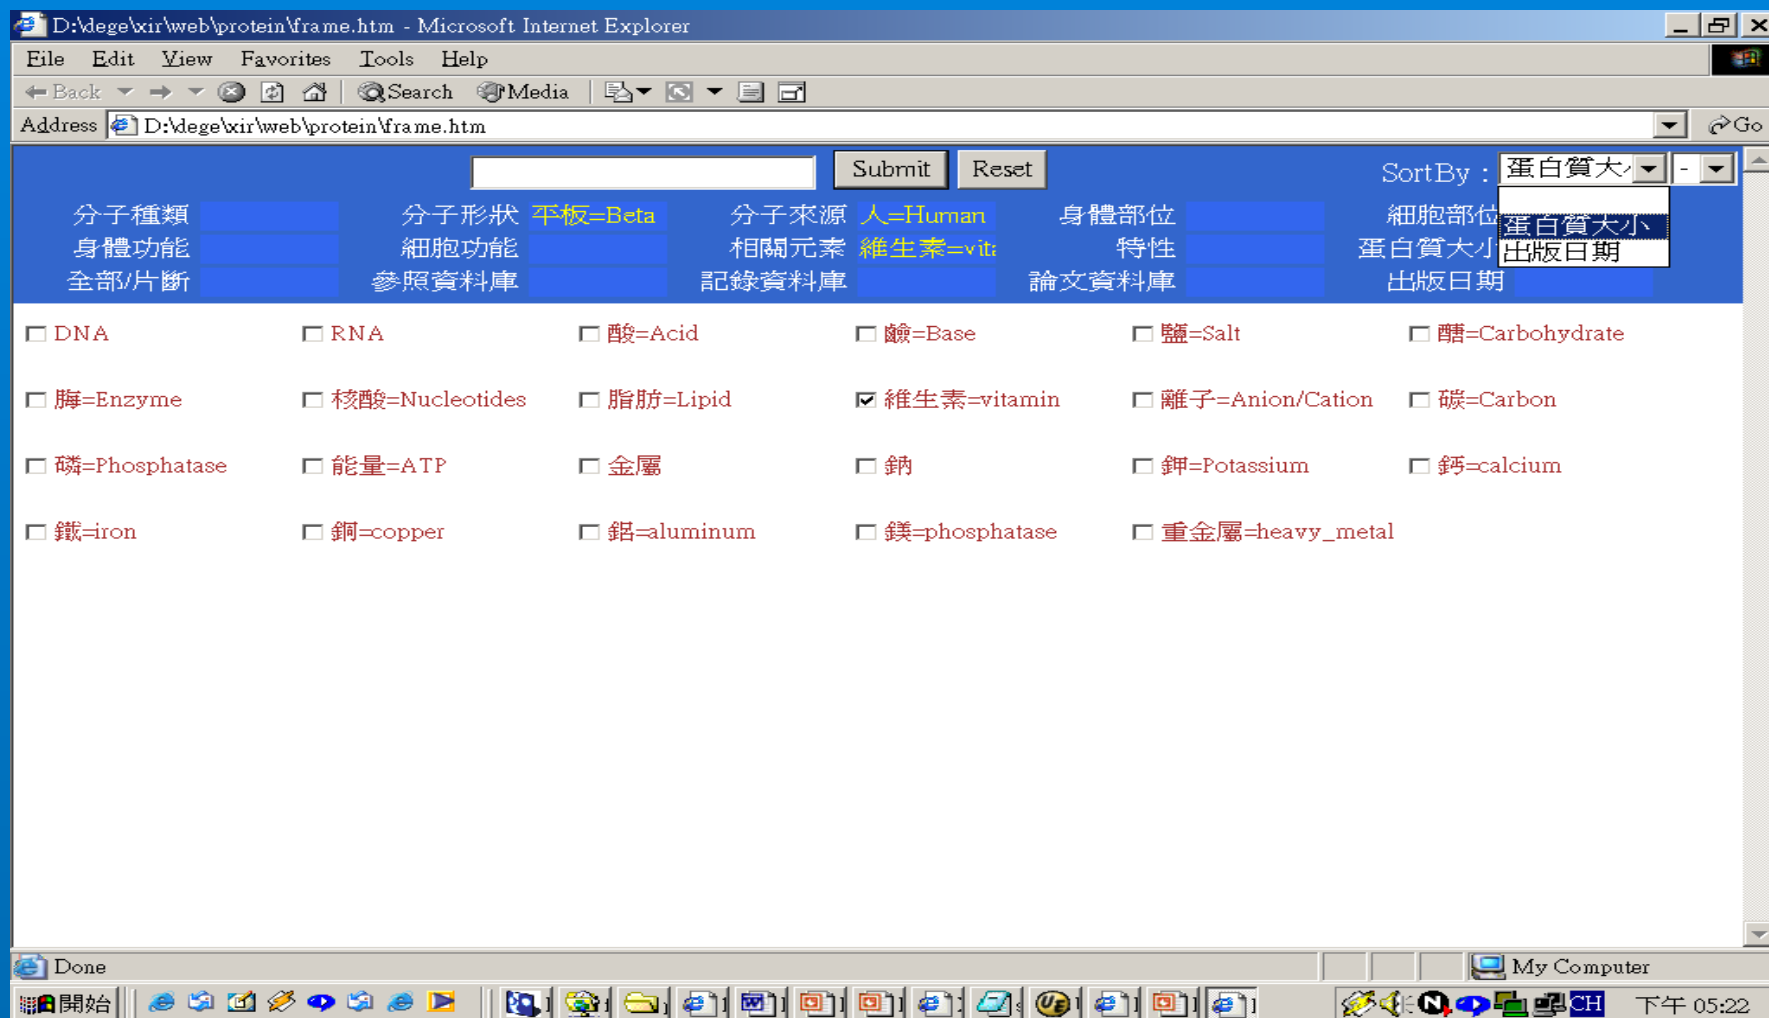 D:\dege\xir\web\protein\frame.htm - Microsoft Internet Explorer
File Edit View Favorites Tools Help
Back Search Media
Address D:\dege\xir\web\protein\frame.htm Go
Submit Reset SortBy : 蛋白質大 -
分子種類 分子形狀 平板=Beta 分子來源 人=Human 身體部位 細胞部位
蛋白質大小
身體功能 細胞功能 相關元素 維生素=vit 特性 蛋白質大小
出版日期
全部/片斷 參照資料庫 記錄資料庫 論文資料庫 出版日期
DNA RNA 酸=Acid 鹼=Base 鹽=Salt 醣=Carbohydrate
酶=Enzyme 核酸=Nucleotides 脂肪=Lipid 維生素=vitamin 離子=Anion/Cation 碳=Carbon
磷=Phosphatase 能量=ATP 金屬 鈉 鉀=Potassium 鈣=calcium
鐵=iron 銅=copper 鋁=aluminum 鎂=phosphatase 重金屬=heavy_metal
Done My Computer
開始 CH 下午 05:22